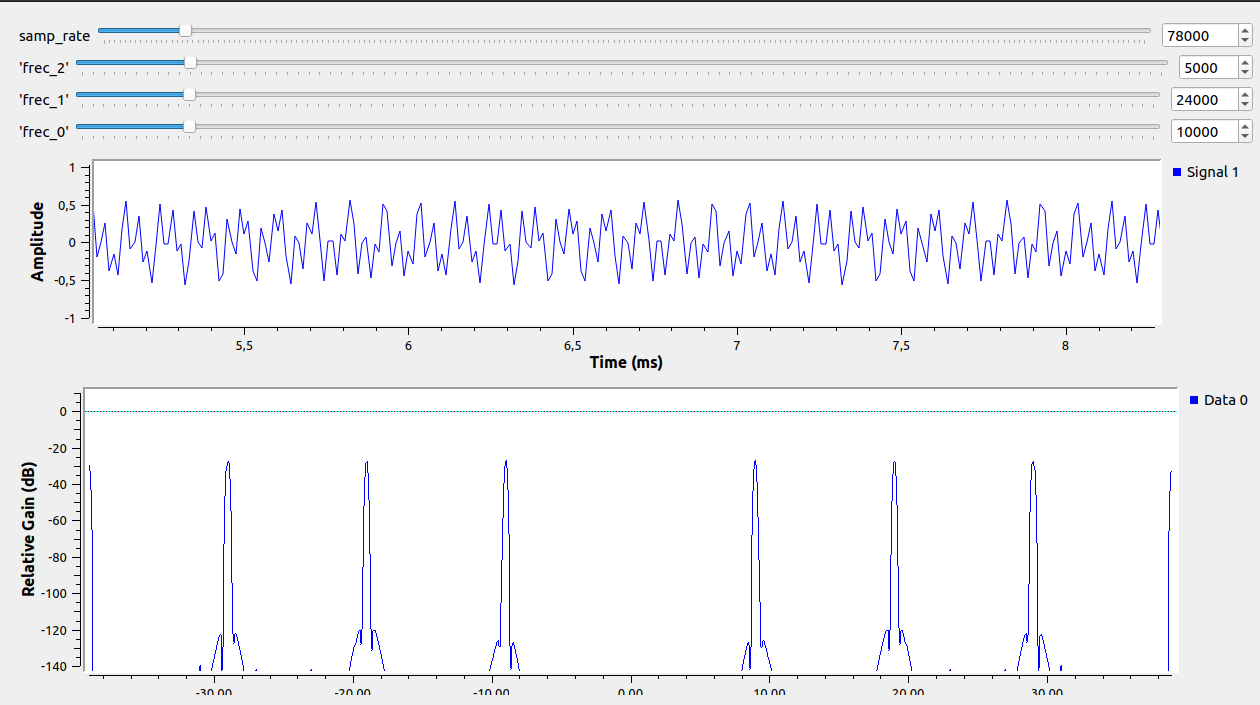 samp_rate 78000
'frec_2' 5000
'frec_1' 24000
'frec_0' 10000
Signal 1
1
0,5
0
-0,5
-1
Amplitude
5,5 6 6,5 7 7,5 8
Time (ms)
Data 0
0
-20
-40
-60
-80
-100
-120
-140
Relative Gain (dB)
-30.00 -20.00 -10.00 0.00 10.00 20.00 30.00